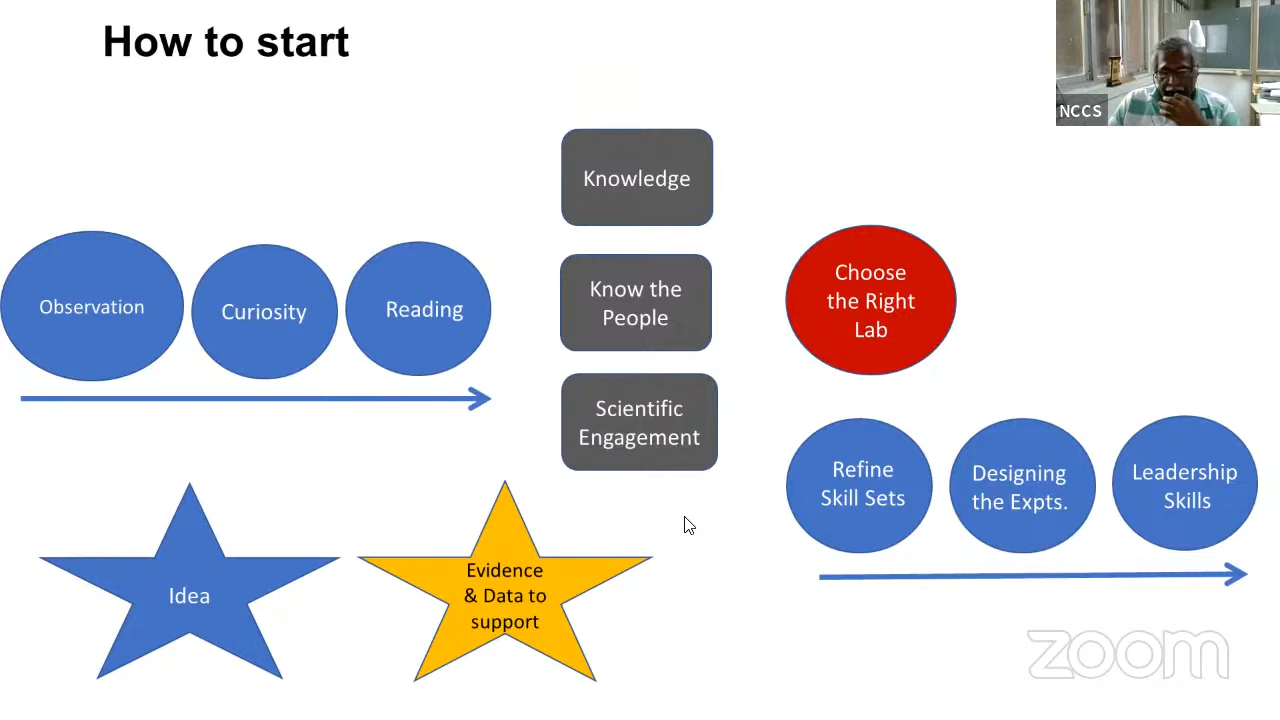 How to start
NCCS
Knowledge
Observation
Curiosity
Reading
Know the
People
Choose
the Right
Lab
Scientific
Engagement
Refine
Skill Sets
Designing
the Expts.
Leadership
Skills
Idea
Evidence
& Data to
support
zoom